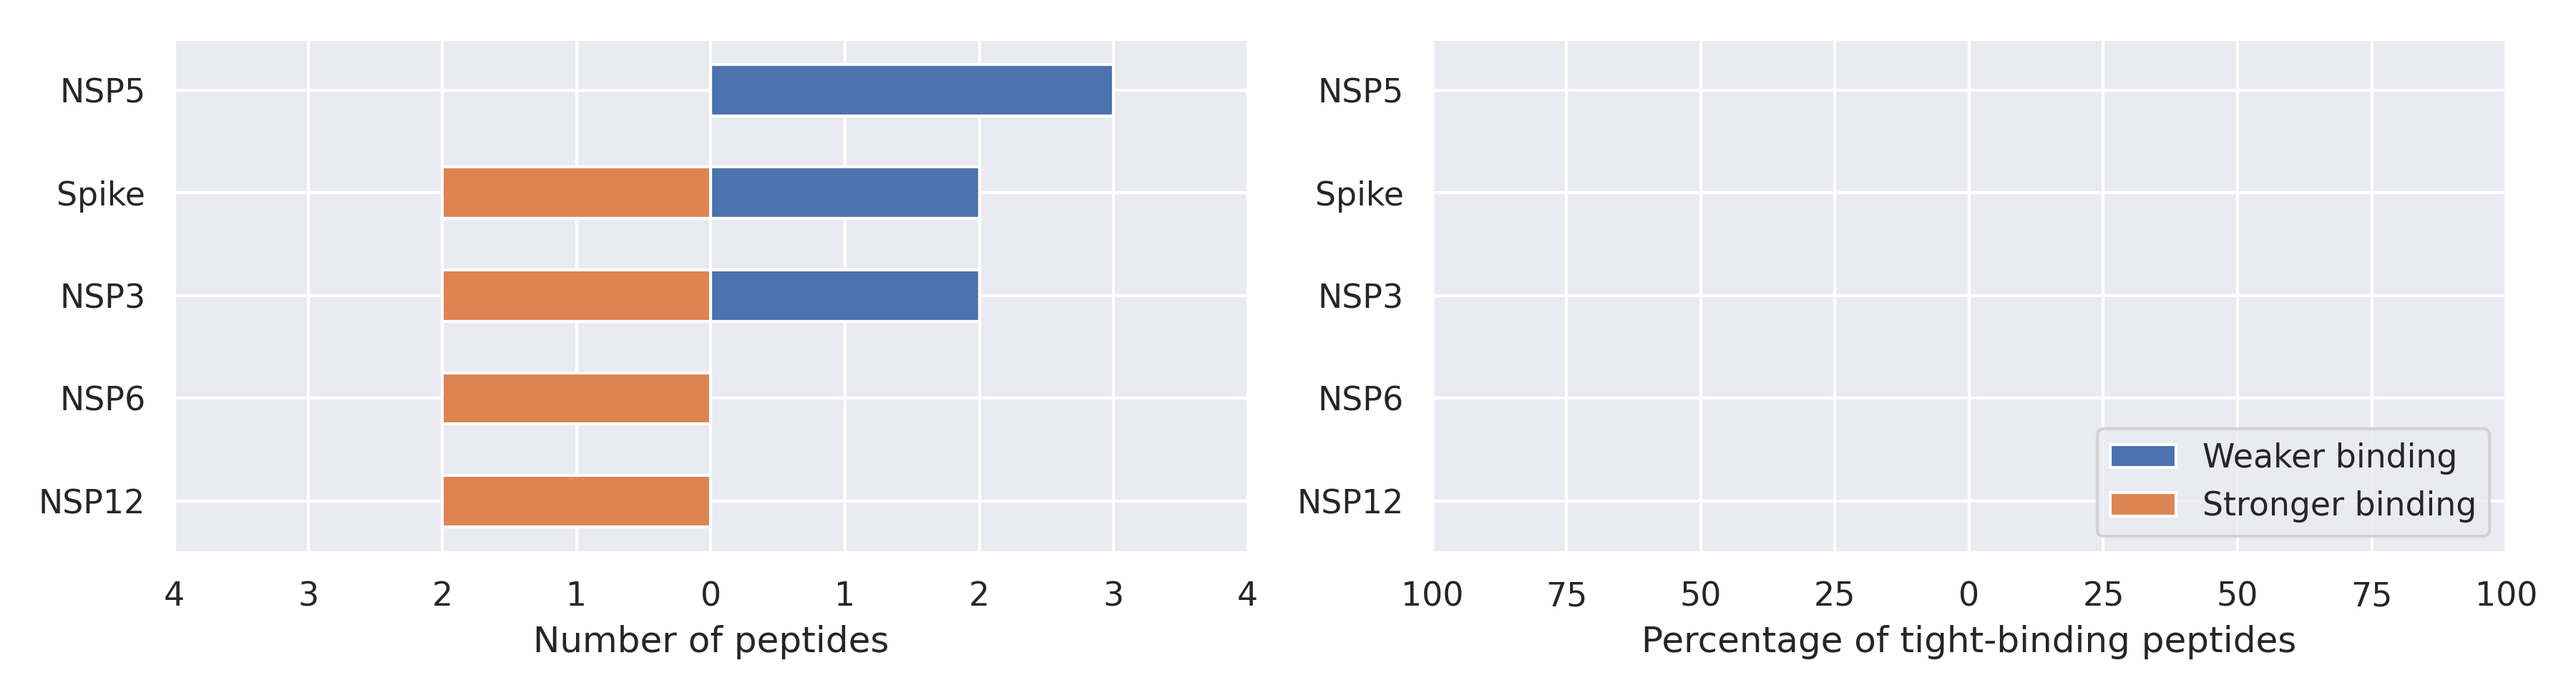 NSP5
Spike
NSP3
NSP6
NSP12
4 3 2 1 0 1 2 3 4
Number of peptides
NSP5
Spike
NSP3
NSP6
NSP12
Weaker binding
Stronger binding
100 75 50 25 0 25 50 75 100
Percentage of tight-binding peptides